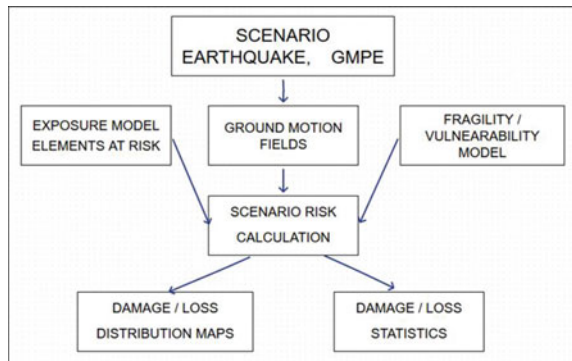 SCENARIO
EARTHQUAKE, GMPE
EXPOSURE MODEL
ELEMENTS AT RISK
GROUND MOTION
FIELDS
FRAGILITY /
VULNEARABILITY
MODEL
SCENARIO RISK
CALCULATION
DAMAGE / LOSS
DISTRIBUTION MAPS
DAMAGE / LOSS
STATISTICS